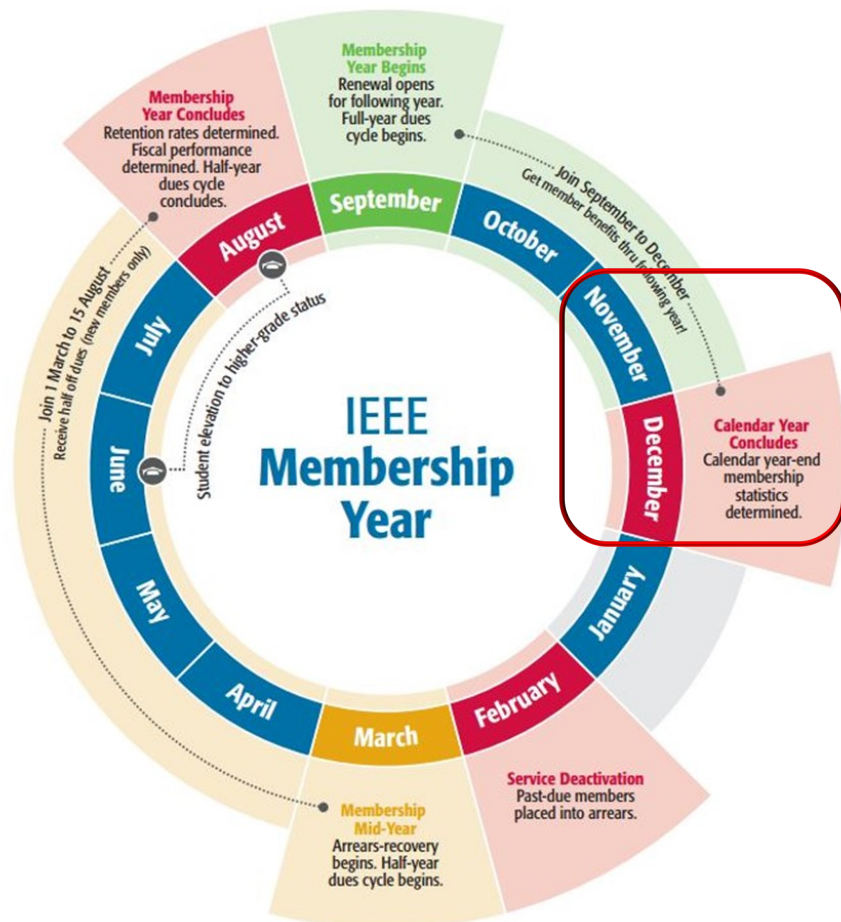 IEEE
Membership
Year
Membership
Year Begins
Renewal opens
for following year.
Full-year dues
cycle begins.
September
Join September to December
Get member benefits thru following year!
October
November
Calendar Year
Concludes
Calendar year-end
membership
statistics
determined.
December
January
Service Deactivation
Past-due members
placed into arrears.
February
Membership
Mid-Year
Arrears-recovery
begins. Half-year
dues cycle begins.
March
Join 1 March to 15 August
Receive half off dues (new members only)
April
May
June
July
Student elevation to higher-grade status
Membership
Year Concludes
Retention rates determined.
Fiscal performance
determined. Half-year
dues cycle
concludes.
August